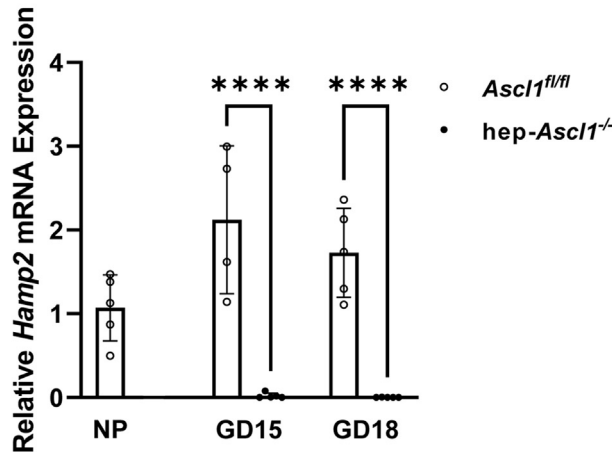 Relative Hamp2 mRNA Expression
4
3
2
1
0
NP
GD15
GD18
****
****
Ascl1fl/fl
hep-Ascl1-/-